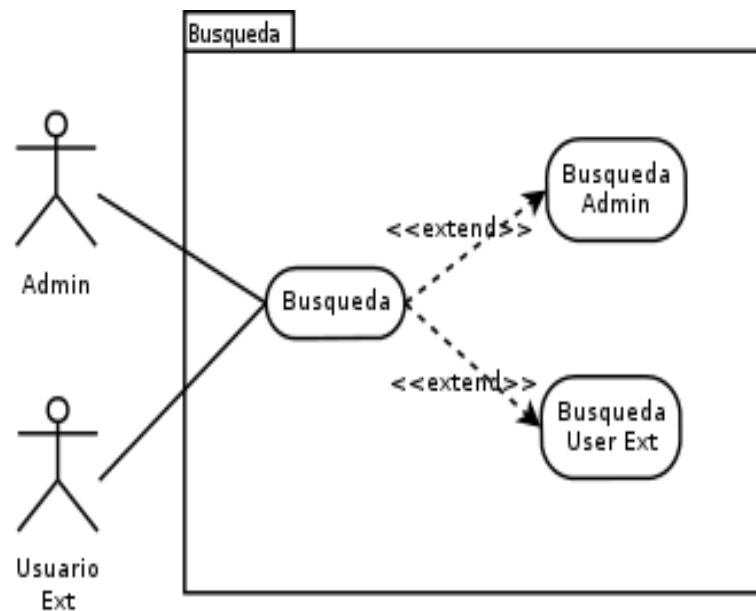 Busqueda
Busqueda
Admin
<<extend>>
Admin
Busqueda
<<extend>>
Busqueda
User Ext
Usuario
Ext